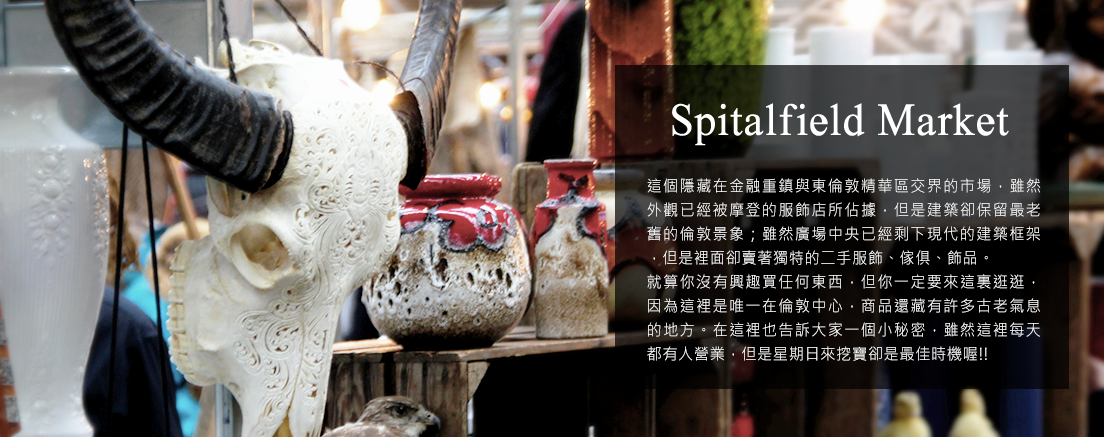 Spitalfield Market
這個隱藏在金融重鎮與東倫敦精華區交界的市場，雖然
外觀已經被摩登的服飾店所佔據，但是建築卻保留最老
舊的倫敦景象；雖然廣場中央已經剩下現代的建築框架
，但是裡面卻賣著獨特的二手服飾、傢俱、飾品。
就算你沒有興趣買任何東西，但你一定要來這裏逛逛，
因為這裡是唯一在倫敦中心，商品還藏有許多古老氣息
的地方。在這裡也告訴大家一個小秘密，雖然這裡每天
都有人營業，但是星期日來挖寶卻是最佳時機喔!!